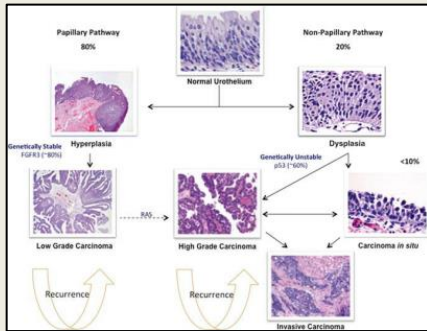 Papillary Pathway
80%
Non-Papillary Pathway
20%
Normal Urothelium
Hyperplasia
Dysplasia
Genetically Stable
FGFR3 (~80%)
Genetically Unstable
p53 (~60%)
<10%
RAS
Low Grade Carcinoma
High Grade Carcinoma
Carcinoma in situ
Recurrence
Recurrence
Invasive Carcinoma